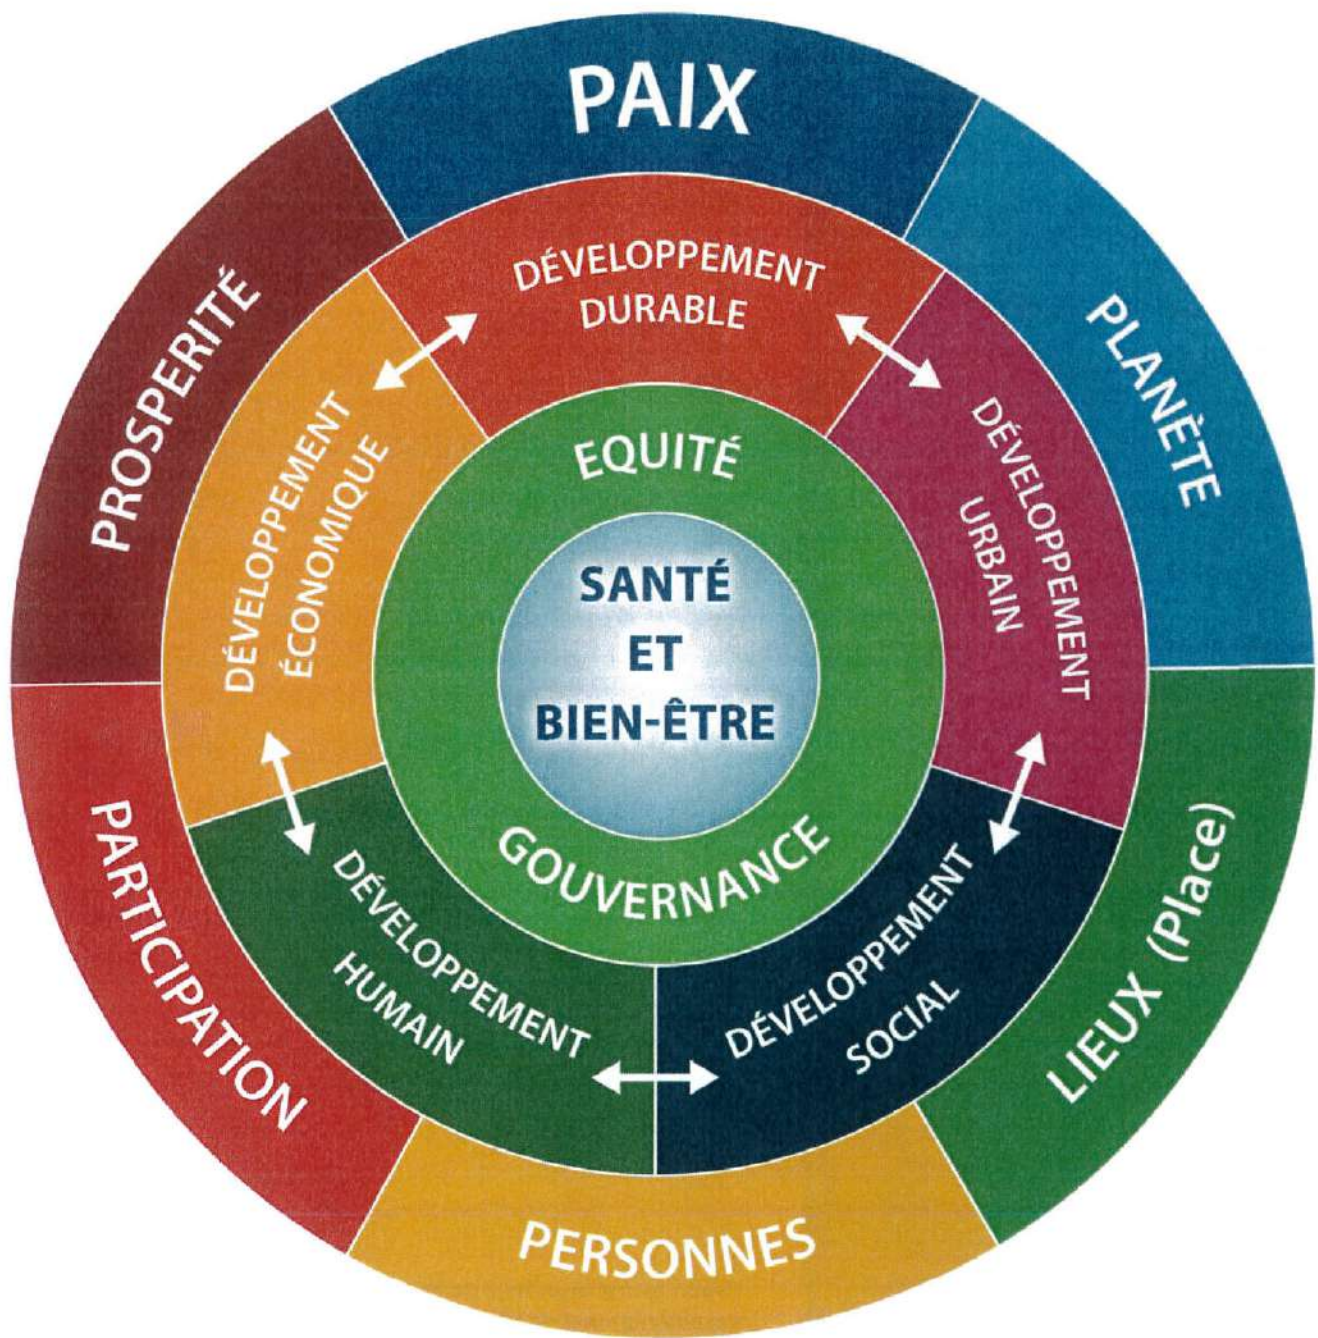 PAIX
PLANÈTE
LIEUX (Place)
PERSONNES
PARTICIPATION
PROSPERITÉ
DÉVELOPPEMENT
DURABLE
DÉVELOPPEMENT
URBAIN
DÉVELOPPEMENT
SOCIAL
DÉVELOPPEMENT
HUMAIN
DÉVELOPPEMENT
ÉCONOMIQUE
EQUITÉ
GOUVERNANCE
SANTÉ
ET
BIEN-ÊTRE